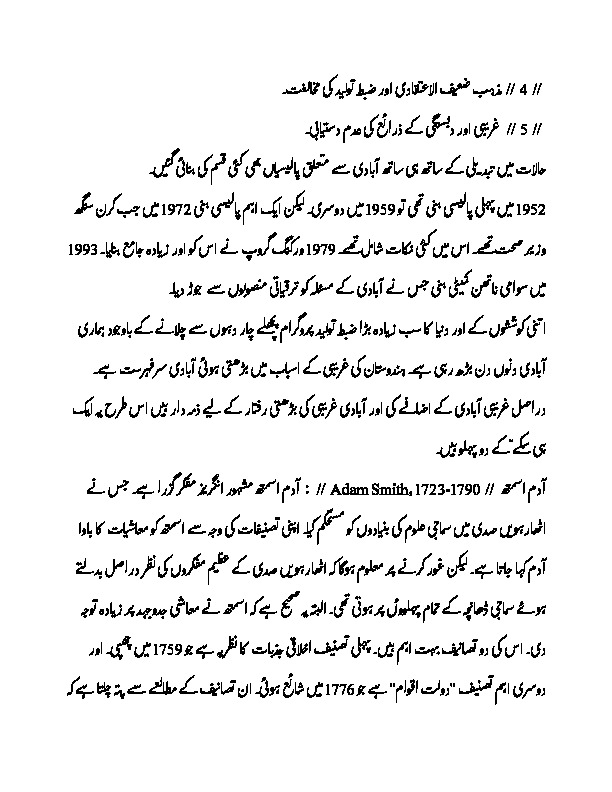 // 4 // مذہب ضعیف الاعتقادی اور ضبط تولید کی مخالفت۔
// 5 // غریبی اور دبستگی کے ذرائع کی عدم دستیابی۔
حالات میں تبدیلی کے ساتھ ہی ساتھ آبادی سے متعلق پالیسیاں بھی کئی قسم کی بنائی گئیں۔
1952 میں پہلی پالیسی بنی تھی تو 1959 میں دوسری۔ لیکن ایک اہم پالیسی بنی 1972 میں جب کرن سنگھ
وزیر صحت تھے۔ اس میں کئی نکات شامل تھے۔ 1979 ورکنگ گروپ نے اس کو اور زیادہ جامع بنایا۔ 1993
میں سوامی ناتھن کمیٹی بنی جس نے آبادی کے مسئلہ کو ترقیاتی منصوبوں سے جوڑ دیا۔
اتنی کوششوں کے اور دنیا کا سب زیادہ بڑا ضبط تولید پروگرام پچھلے چار دہوں سے چلانے کے باوجود ہماری
آبادی دنوں دن بڑھ رہی ہے۔ ہندوستان کی غریبی کے اسباب میں بڑھتی ہوئی آبادی سرفہرست ہے۔
دراصل غریبی آبادی کے اضافے کی اور آبادی غریبی کی بڑھتی رفتار کے لیے ذمہ دار ہیں اس طرح یہ ایک
ہی سکے کے دو پہلو ہیں۔
آدم اسمتھ // Adam Smith, 1723-1790 // : آدم اسمتھ مشہور انگریز مفکر گزرا ہے۔ جس نے
اٹھارہویں صدی میں سماجی علوم کی بنیادوں کو مستحکم کیا۔ اپنی تصنیفات کی وجہ سے اسمتھ کو معاشیات کا باوا
آدم کہا جاتا ہے۔ لیکن غور کرنے پر معلوم ہوگا کہ اٹھارہویں صدی کے عظیم مفکروں کی نظر دراصل بدلتے
ہوئے سماجی ڈھانچہ کے تمام پہلوؤں پر ہوتی تھی۔ البتہ یہ صحیح ہے کہ اسمتھ نے معاشی جدوجہد پر زیادہ توجہ
دی۔ اس کی دو تصانیف بہت اہم ہیں۔ پہلی تصنیف اخلاقی جذبات کا نظریہ ہے جو 1759 میں چھپی۔ اور
دوسری اہم تصنیف "دولت اقوام" ہے جو 1776 میں شائع ہوئی۔ ان تصانیف کے مطالعے سے پتہ چلتا ہے کہ